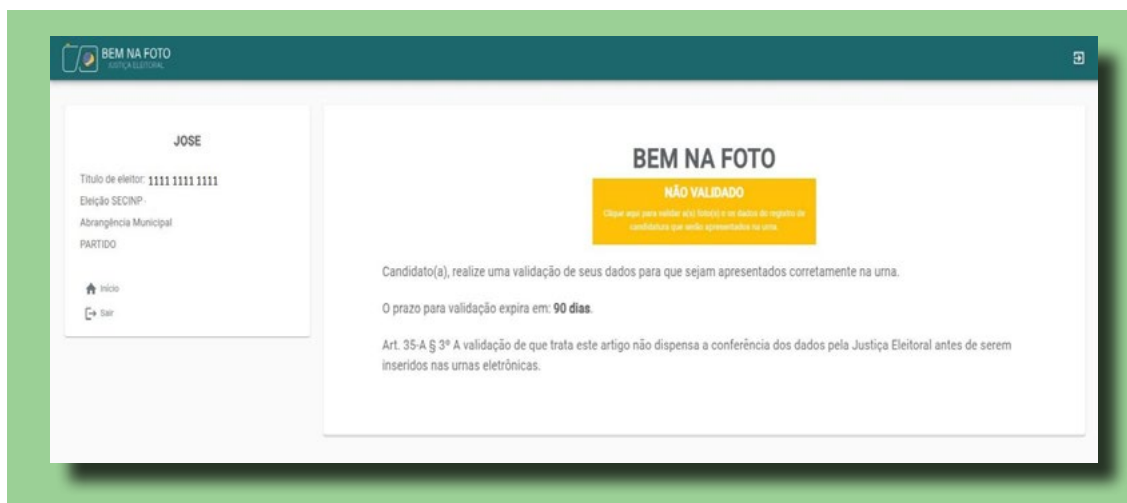 BEM NA FOTO
JUSTIÇA ELEITORAL
JOSE
Título de eleitor: 1111 1111 1111
Eleição SECINP -
Abrangência Municipal
PARTIDO
Início
Sair
BEM NA FOTO
NÃO VALIDADO
Clique aqui para validar a(s) foto(s) e os dados do registro de
candidatura que serão apresentados na urna.
Candidato(a), realize uma validação de seus dados para que sejam apresentados corretamente na urna.
O prazo para validação expira em: 90 dias.
Art. 35-A § 3º A validação de que trata este artigo não dispensa a conferência dos dados pela Justiça Eleitoral antes de serem
inseridos nas urnas eletrônicas.